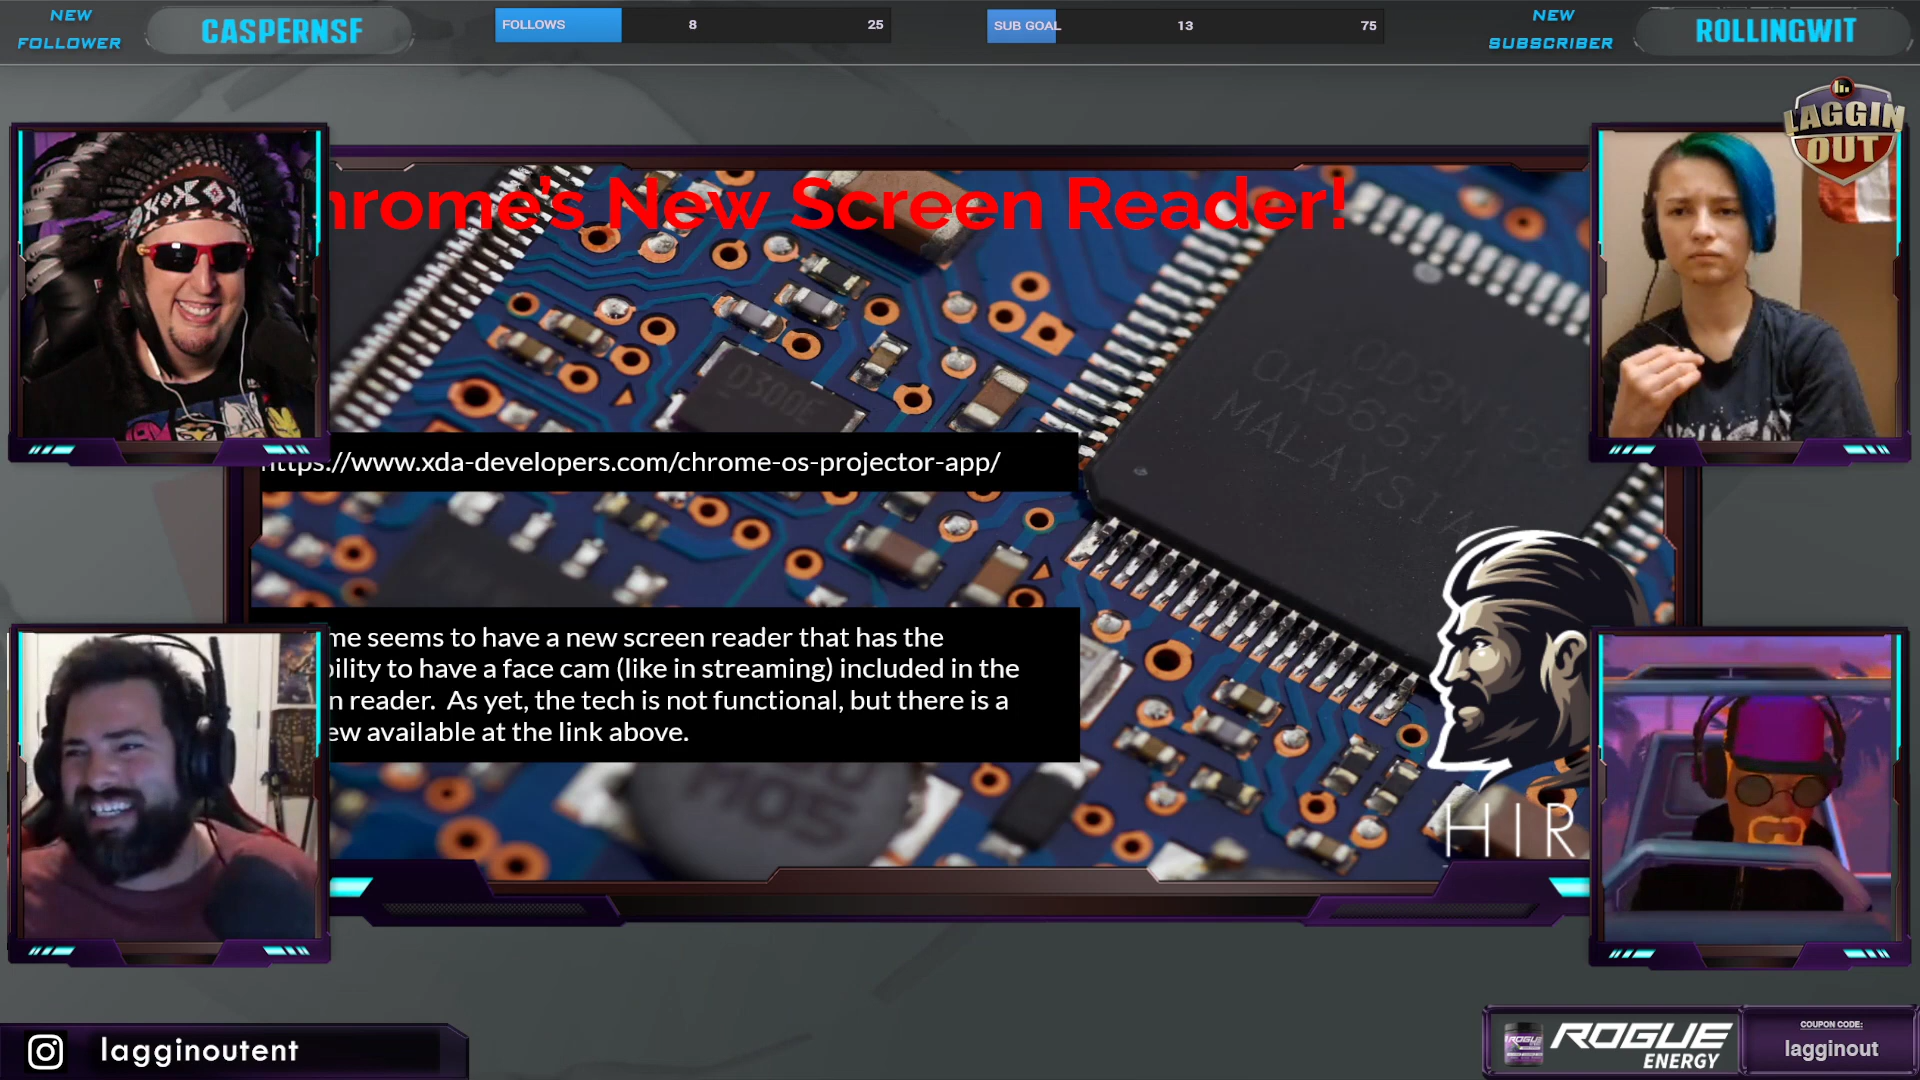 NEW
FOLLOWER
CASPERNSF
FOLLOWS 8 25
SUB GOAL 13 75
NEW
SUBSCRIBER
ROLLINGWIT
LAGGIN
OUT
hrome's New Screen Reader!
D300E
MALAYSIA
https://www.xda-developers.com/chrome-os-projector-app/
me seems to have a new screen reader that has the
bility to have a face cam (like in streaming) included in the
n reader. As yet, the tech is not functional, but there is a
ew available at the link above.
HIR
lagginoutent
ROGUE
ENERGY
COUPON CODE:
lagginout